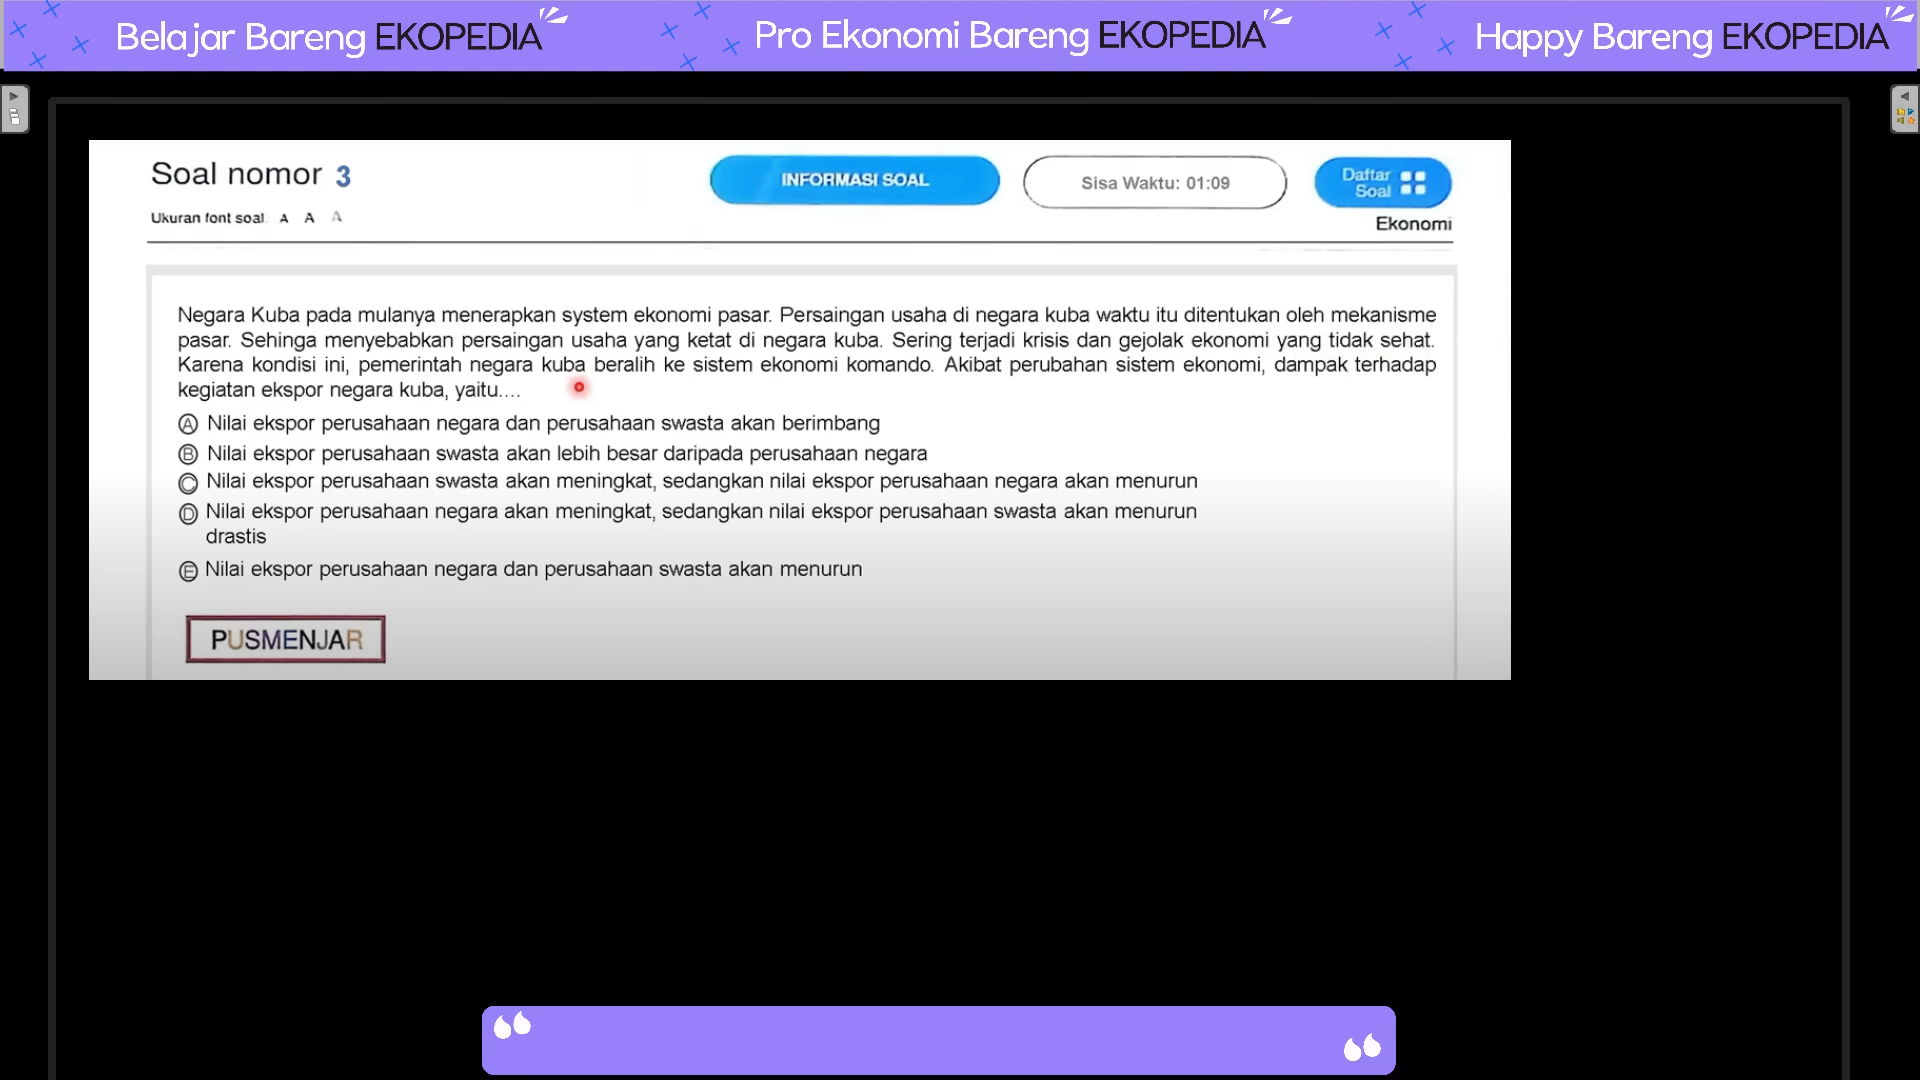 Belajar Bareng EKOPEDIA Pro Ekonomi Bareng EKOPEDIA Happy Bareng EKOPEDIA
Soal nomor 3
INFORMASI SOAL
Sisa Waktu: 01:09
Daftar
Soal
Ukuran font soal A A A
Ekonomi
Negara Kuba pada mulanya menerapkan system ekonomi pasar. Persaingan usaha di negara kuba waktu itu ditentukan oleh mekanisme
pasar. Sehinga menyebabkan persaingan usaha yang ketat di negara kuba. Sering terjadi krisis dan gejolak ekonomi yang tidak sehat.
Karena kondisi ini, pemerintah negara kuba beralih ke sistem ekonomi komando. Akibat perubahan sistem ekonomi, dampak terhadap
kegiatan ekspor negara kuba, yaitu....
A Nilai ekspor perusahaan negara dan perusahaan swasta akan berimbang
B Nilai ekspor perusahaan swasta akan lebih besar daripada perusahaan negara
C Nilai ekspor perusahaan swasta akan meningkat, sedangkan nilai ekspor perusahaan negara akan menurun
D Nilai ekspor perusahaan negara akan meningkat, sedangkan nilai ekspor perusahaan swasta akan menurun
drastis
E Nilai ekspor perusahaan negara dan perusahaan swasta akan menurun
PUSMENJAR